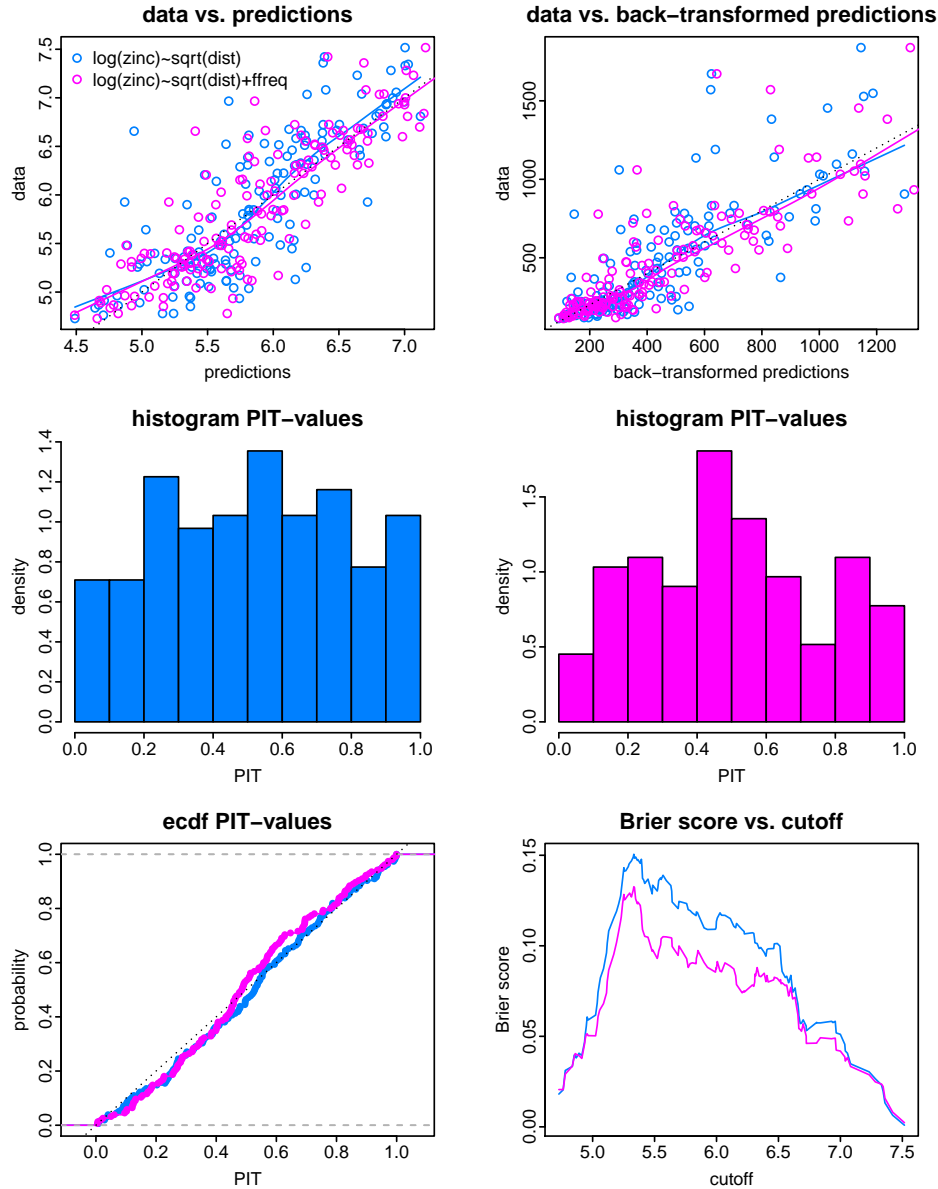 data vs. predictions
log(zinc)~sqrt(dist)
log(zinc)~sqrt(dist)+ffreq
data
5.0 5.5 6.0 6.5 7.0 7.5
4.5 5.0 5.5 6.0 6.5 7.0
predictions
data vs. back−transformed predictions
data
500 1000 1500
200 400 600 800 1000 1200
back−transformed predictions
histogram PIT−values
density
0.0 0.2 0.4 0.6 0.8 1.0 1.2 1.4
0.0 0.2 0.4 0.6 0.8 1.0
PIT
histogram PIT−values
density
0.0 0.5 1.0 1.5
0.0 0.2 0.4 0.6 0.8 1.0
PIT
ecdf PIT−values
probability
0.0 0.2 0.4 0.6 0.8 1.0
0.0 0.2 0.4 0.6 0.8 1.0
PIT
Brier score vs. cutoff
Brier score
0.00 0.05 0.10 0.15
5.0 5.5 6.0 6.5 7.0 7.5
cutoff